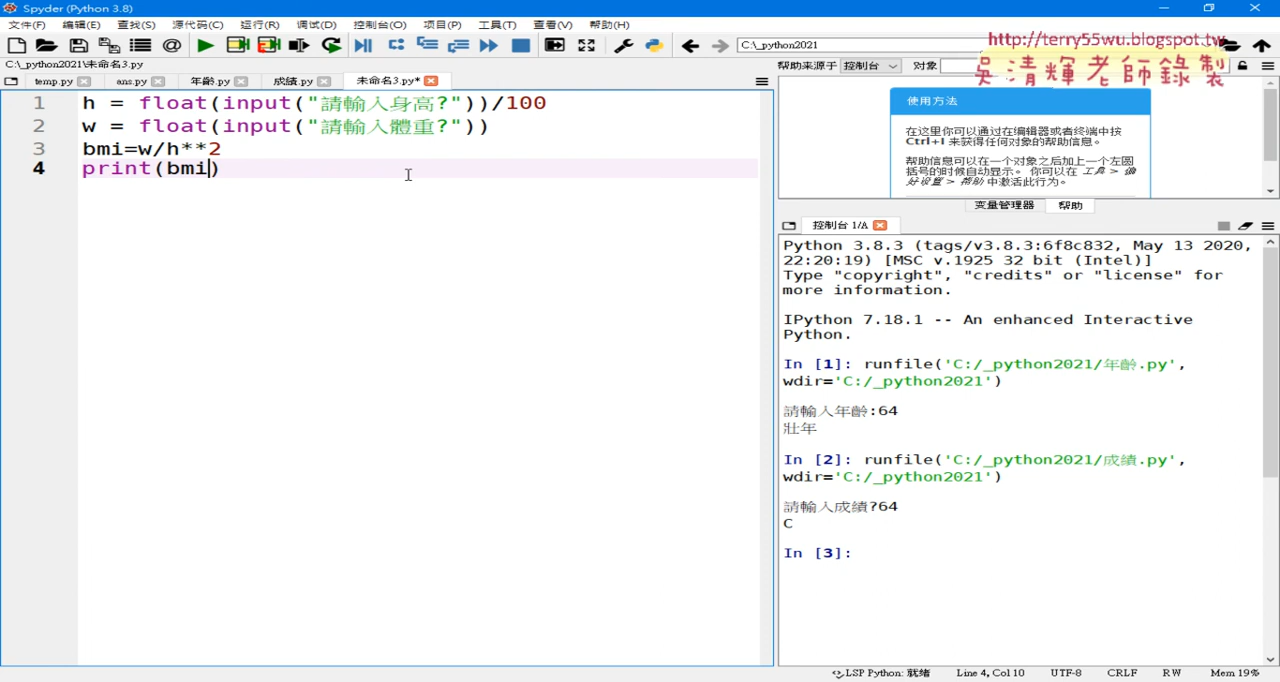 Spyder (Python 3.8)
文件(F) 编辑(E) 查找(S) 源代码(C) 运行(R) 调试(D) 控制台(O) 项目(P) 工具(T) 查看(V) 帮助(H)
C:\_python2021
http://terry55wu.blogspot.tw
吳清輝老師錄製
C:\_python2021\未命名3.py
帮助来源于 控制台 对象
temp.py ans.py 年齡.py 成績.py 未命名3.py*
1 h = float(input("請輸入身高?"))/100
2 w = float(input("請輸入體重?"))
3 bmi=w/h**2
4 print(bmi)
使用方法
在这里你可以通过在编辑器或者终端中按
Ctrl+I 来获得任何对象的帮助信息。
帮助信息可以在一个对象之后加上一个左圆
括号的时候自动显示。 你可以在 工具 > 偏
好设置 > 帮助 中激活此行为。
变量管理器 帮助
控制台 1/A
Python 3.8.3 (tags/v3.8.3:6f8c832, May 13 2020,
22:20:19) [MSC v.1925 32 bit (Intel)]
Type "copyright", "credits" or "license" for
more information.
IPython 7.18.1 -- An enhanced Interactive
Python.
In [1]: runfile('C:/_python2021/年齡.py',
wdir='C:/_python2021')
請輸入年齡:64
壯年
In [2]: runfile('C:/_python2021/成績.py',
wdir='C:/_python2021')
請輸入成績?64
C
In [3]:
LSP Python: 就绪 Line 4, Col 10 UTF-8 CRLF RW Mem 19%